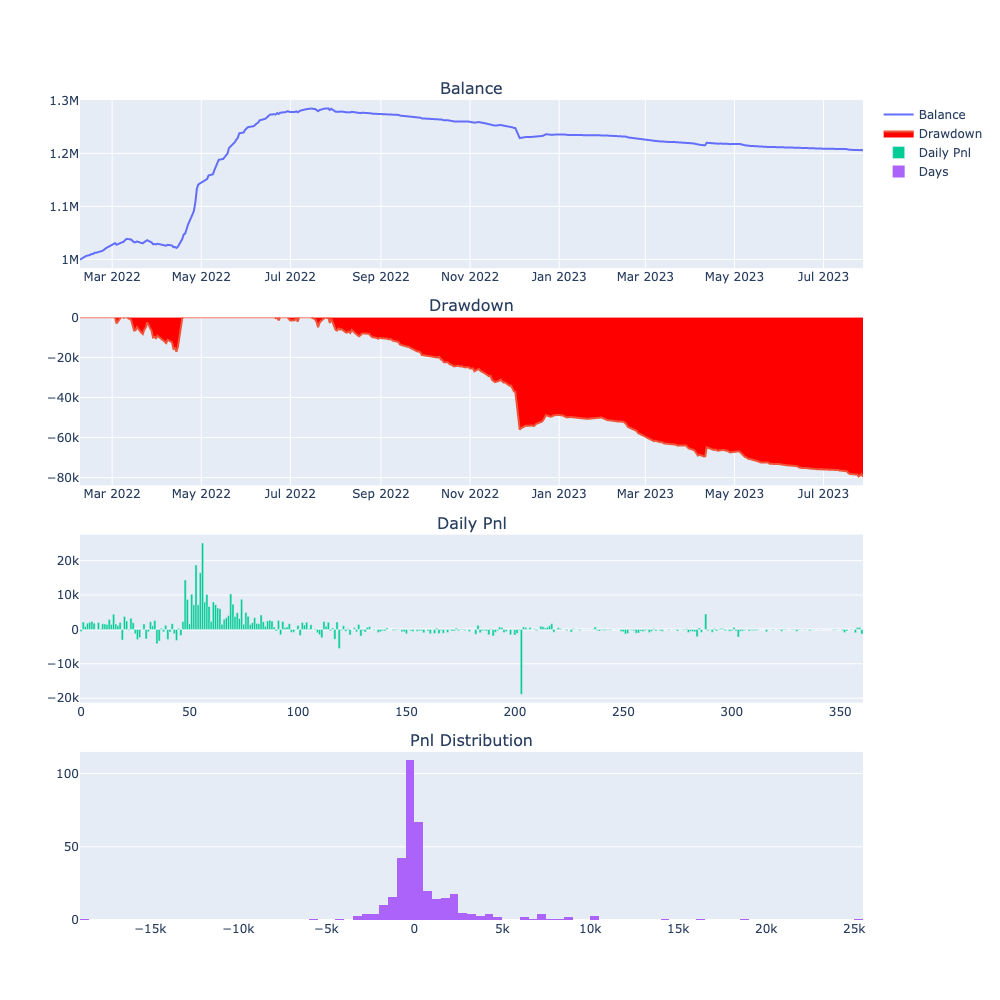 Balance
1.3M
1.2M
1.1M
1M
Mar 2022 May 2022 Jul 2022 Sep 2022 Nov 2022 Jan 2023 Mar 2023 May 2023 Jul 2023
Balance
Drawdown
Daily Pnl
Days
Drawdown
0
−20k
−40k
−60k
−80k
Mar 2022 May 2022 Jul 2022 Sep 2022 Nov 2022 Jan 2023 Mar 2023 May 2023 Jul 2023
Daily Pnl
20k
10k
0
−10k
−20k
0 50 100 150 200 250 300 350
Pnl Distribution
100
50
0
−15k −10k −5k 0 5k 10k 15k 20k 25k